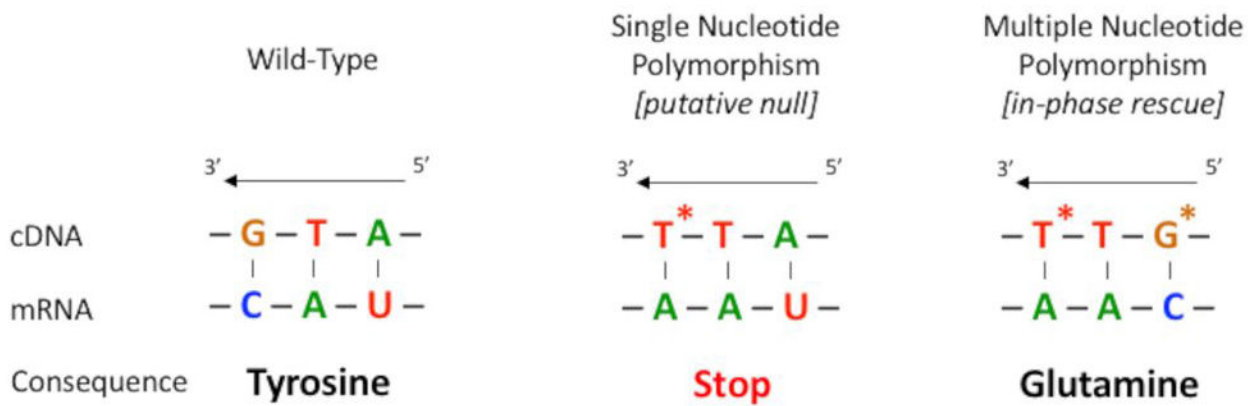 Wild-Type
Single Nucleotide
Polymorphism
[putative null]
Multiple Nucleotide
Polymorphism
[in-phase rescue]
3′ 5′ 3′ 5′ 3′ 5′
cDNA – G – T – A – – T* – T – A – – T* – T – G* –
mRNA – C – A – U – – A – A – U – – A – A – C –
Consequence Tyrosine Stop Glutamine